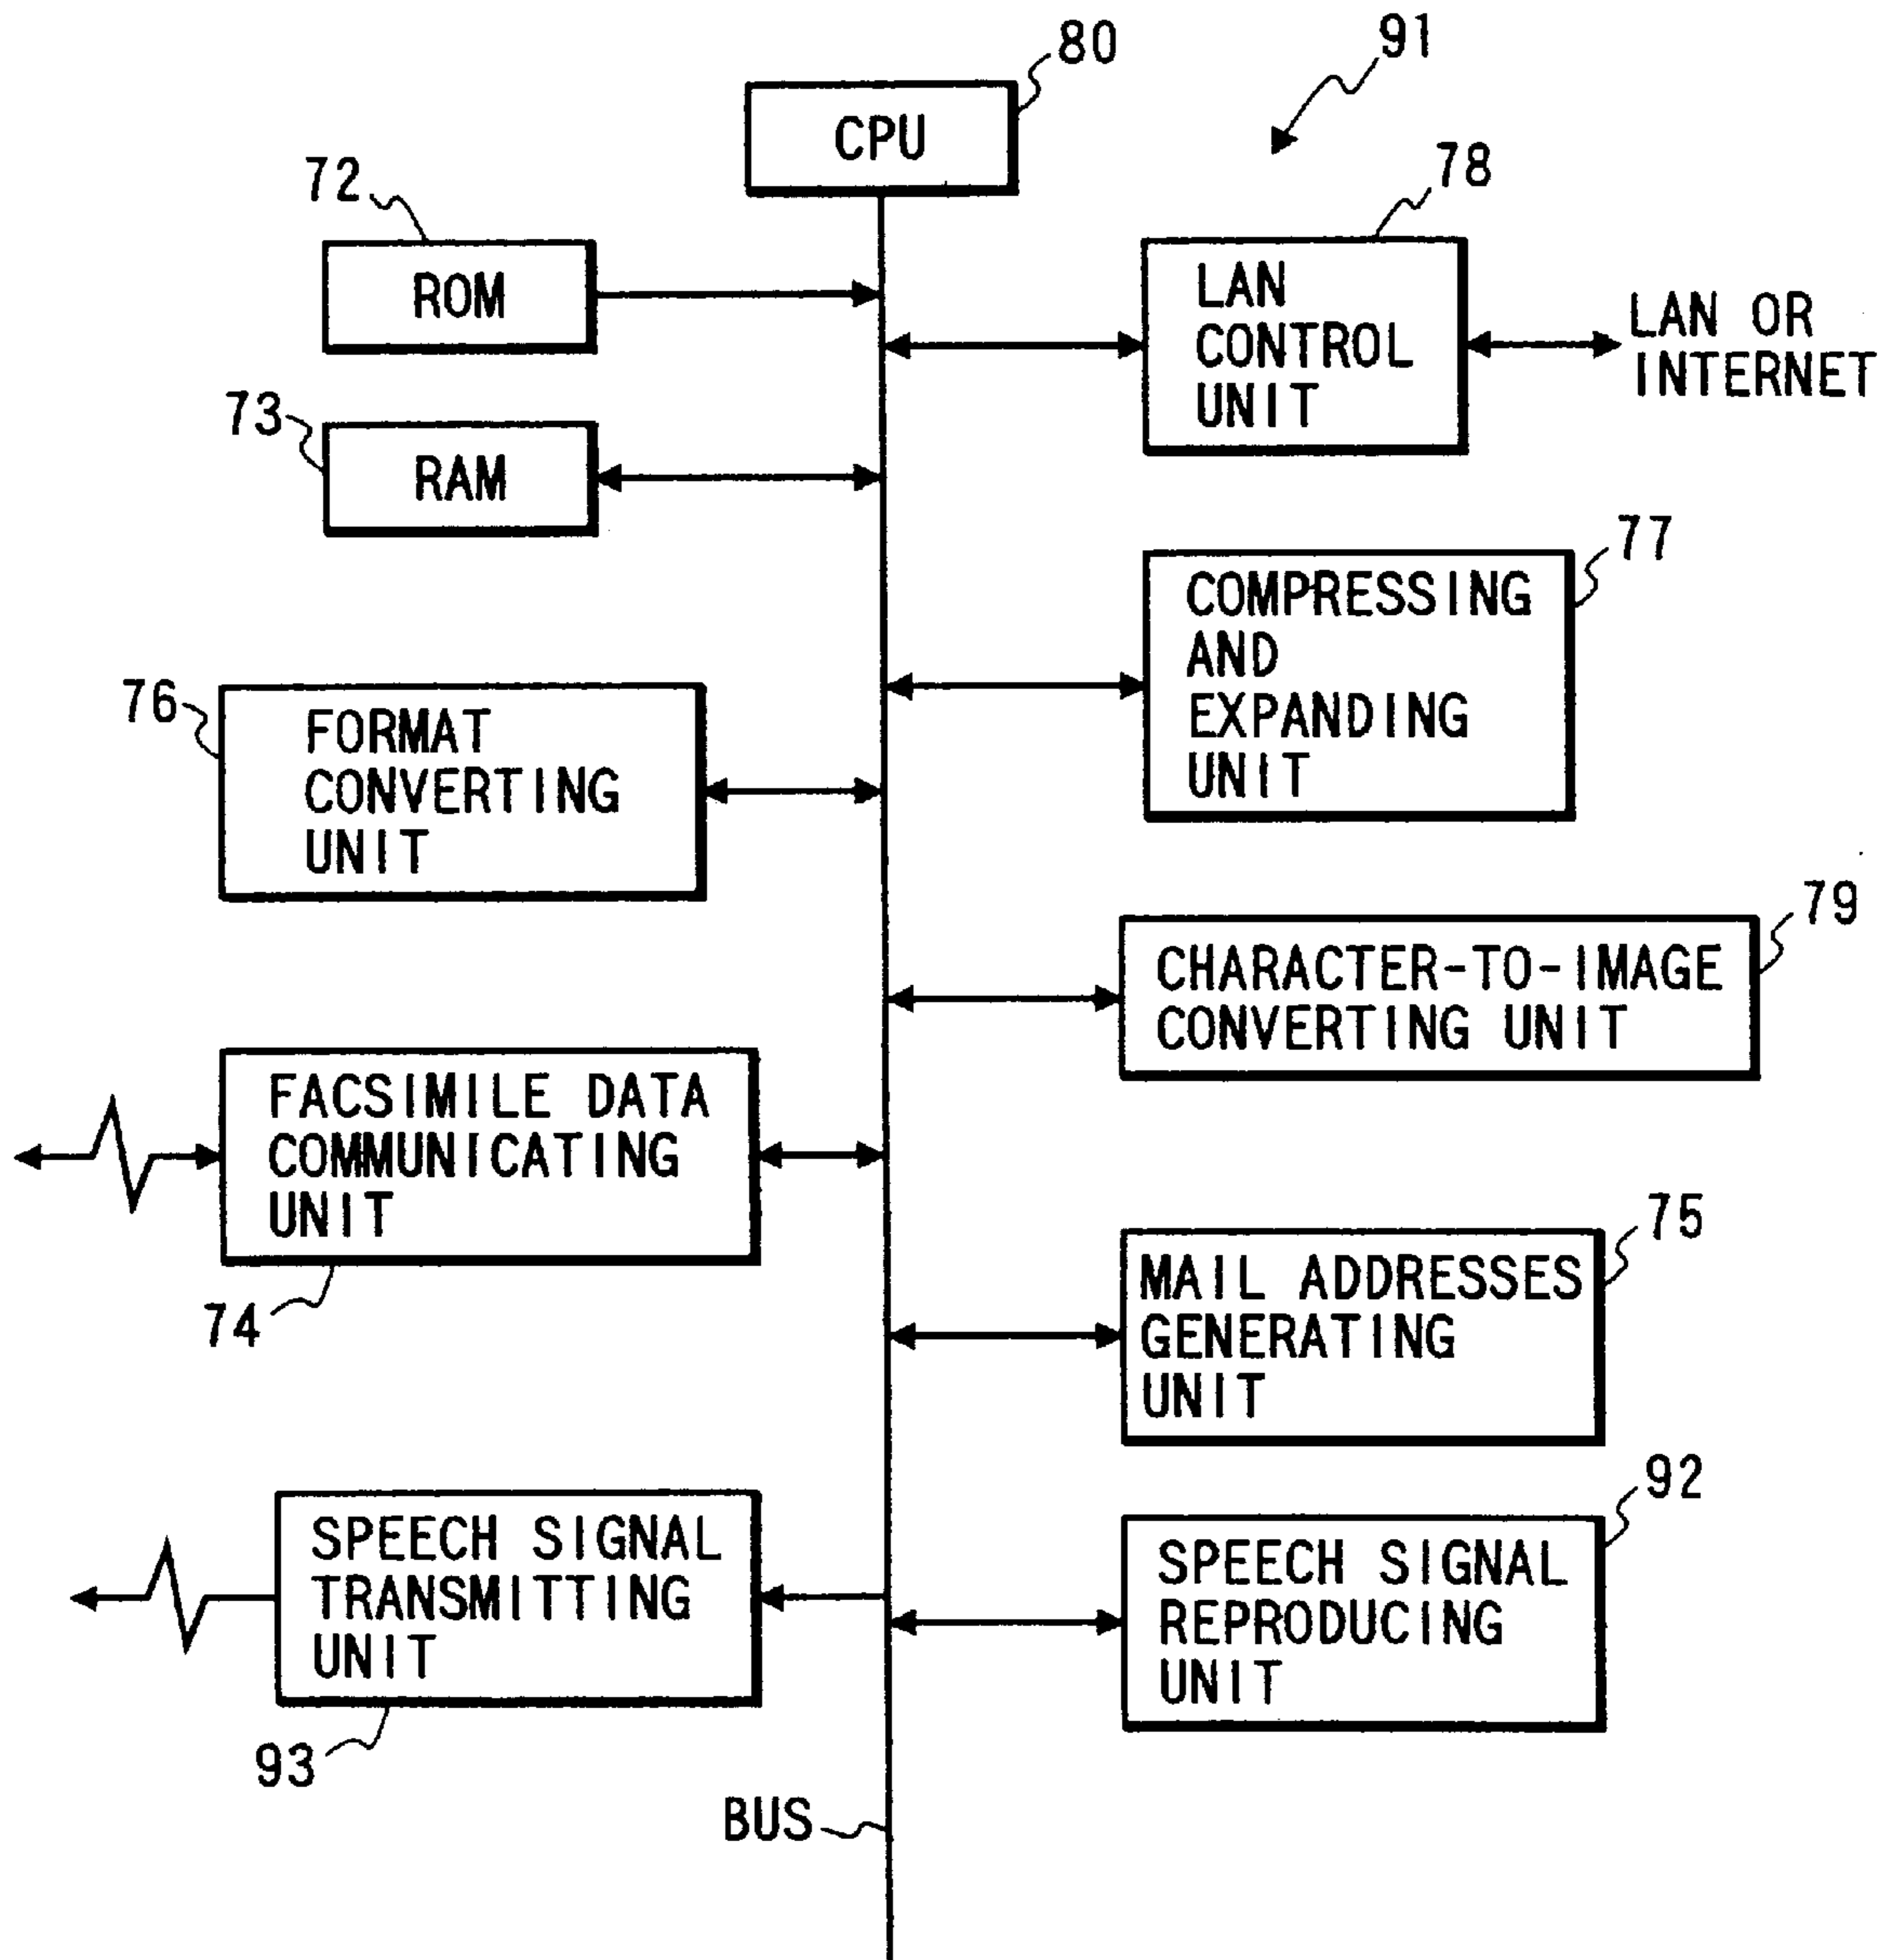 80
91
CPU
72
78
ROM
LAN
CONTROL
UNIT
LAN OR
INTERNET
73
RAM
77
COMPRESSING
AND
EXPANDING
UNIT
76
FORMAT
CONVERTING
UNIT
79
CHARACTER-TO-IMAGE
CONVERTING UNIT
FACSIMILE DATA
COMMUNICATING
UNIT
74
75
MAIL ADDRESSES
GENERATING
UNIT
92
SPEECH SIGNAL
TRANSMITTING
UNIT
93
SPEECH SIGNAL
REPRODUCING
UNIT
BUS